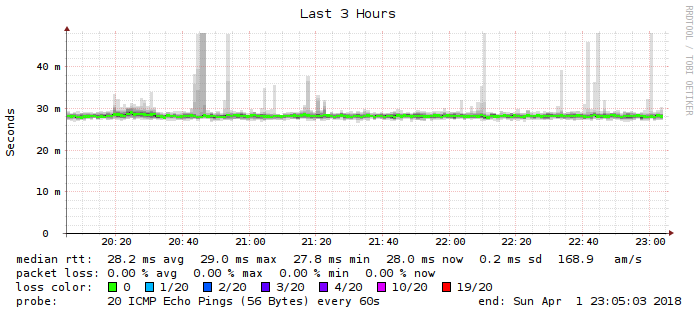 Last 3 Hours
RRDTOOL / TOBI OETIKER
Seconds
40 m
30 m
20 m
10 m
0
20:20 20:40 21:00 21:20 21:40 22:00 22:20 22:40 23:00
median rtt: 28.2 ms avg 29.0 ms max 27.8 ms min 28.0 ms now 0.2 ms sd 168.9 am/s
packet loss: 0.00 % avg 0.00 % max 0.00 % min 0.00 % now
loss color: 0 1/20 2/20 3/20 4/20 10/20 19/20
probe: 20 ICMP Echo Pings (56 Bytes) every 60s end: Sun Apr 1 23:05:03 2018